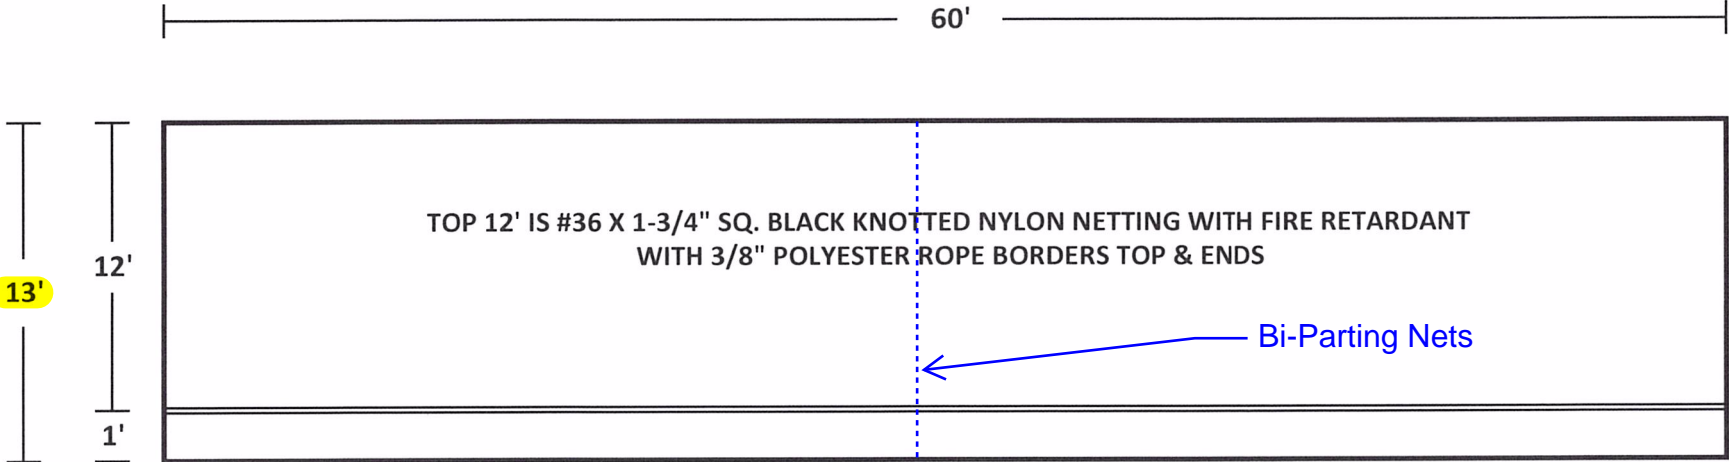 60'
TOP 12' IS #36 X 1-3/4" SQ. BLACK KNOTTED NYLON NETTING WITH FIRE RETARDANT
WITH 3/8" POLYESTER ROPE BORDERS TOP & ENDS
12'
13'
Bi-Parting Nets
1'